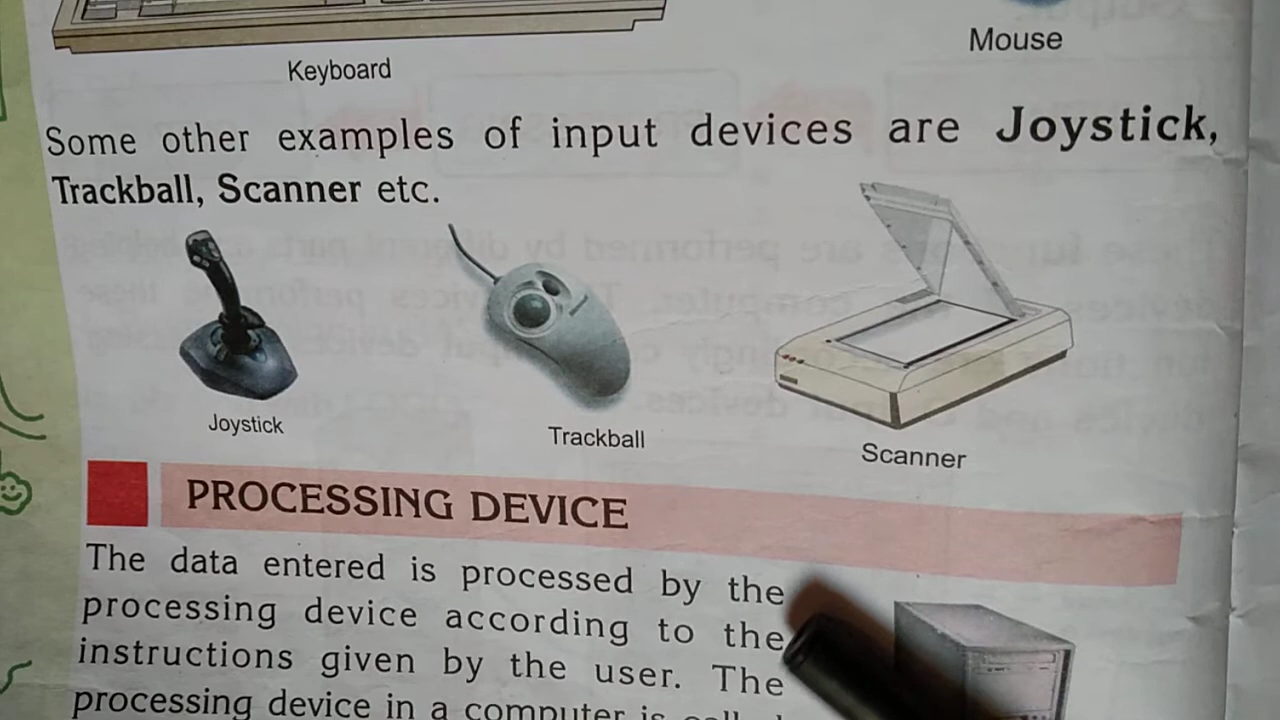 Keyboard
Mouse
Some other examples of input devices are Joystick,
Trackball, Scanner etc.
Joystick
Trackball
Scanner
PROCESSING DEVICE
The data entered is processed by the
processing device according to the
instructions given by the user. The
processing device in a computer is